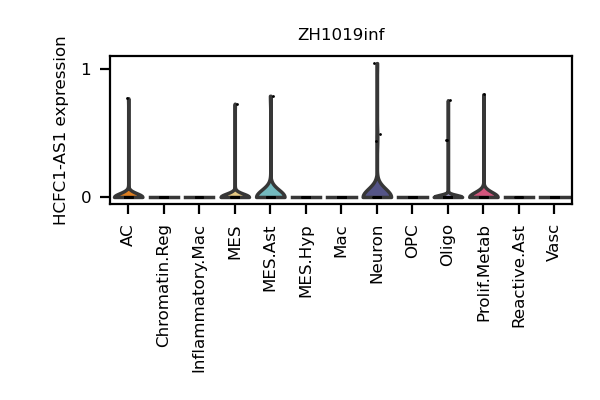 ZH1019inf
HCFC1-AS1 expression
1
0
AC
Chromatin.Reg
Inflammatory.Mac
MES
MES.Ast
MES.Hyp
Mac
Neuron
OPC
Oligo
Prolif.Metab
Reactive.Ast
Vasc